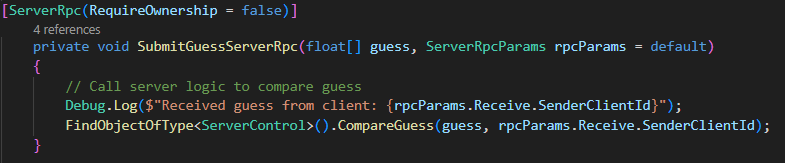 [ServerRpc(RequireOwnership = false)]
4 references
private void SubmitGuessServerRpc(float[] guess, ServerRpcParams rpcParams = default)
{
// Call server logic to compare guess
Debug.Log($"Received guess from client: {rpcParams.Receive.SenderClientId}");
FindObjectOfType<ServerControl>().CompareGuess(guess, rpcParams.Receive.SenderClientId);
}